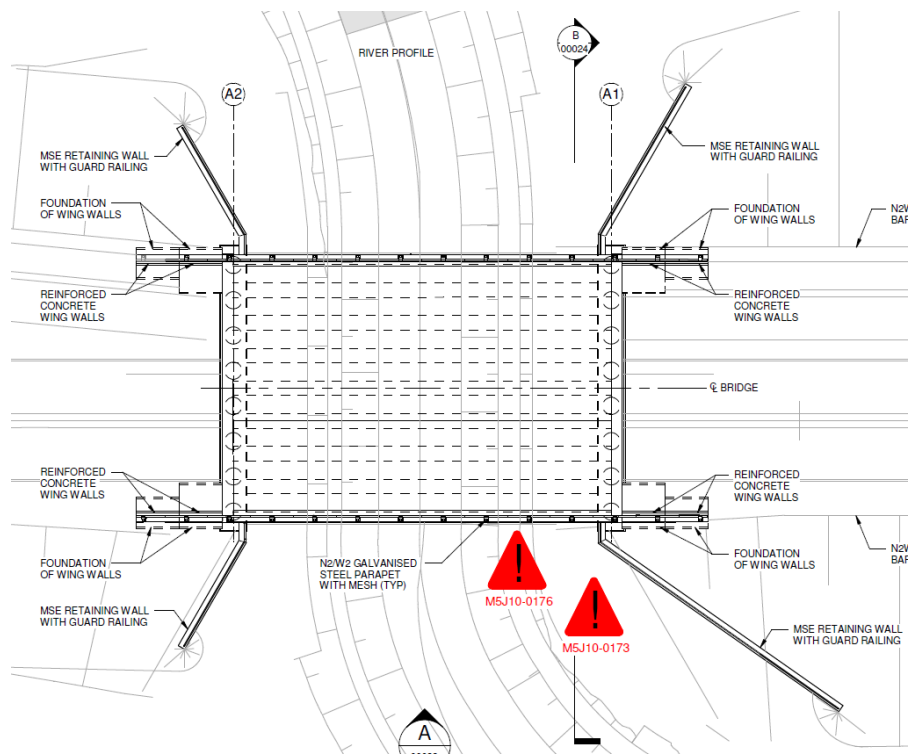 B
00024
RIVER PROFILE
A2
A1
MSE RETAINING WALL
WITH GUARD RAILING
MSE RETAINING WALL
WITH GUARD RAILING
FOUNDATION
OF WING WALLS
FOUNDATION
OF WING WALLS
N2W
BAR
REINFORCED
CONCRETE
WING WALLS
REINFORCED
CONCRETE
WING WALLS
℄ BRIDGE
REINFORCED
CONCRETE
WING WALLS
REINFORCED
CONCRETE
WING WALLS
FOUNDATION
OF WING WALLS
N2/W2 GALVANISED
STEEL PARAPET
WITH MESH (TYP)
!
M5J10-0176
FOUNDATION
OF WING WALLS
N2W
BAR
MSE RETAINING WALL
WITH GUARD RAILING
!
M5J10-0173
MSE RETAINING WALL
WITH GUARD RAILING
A